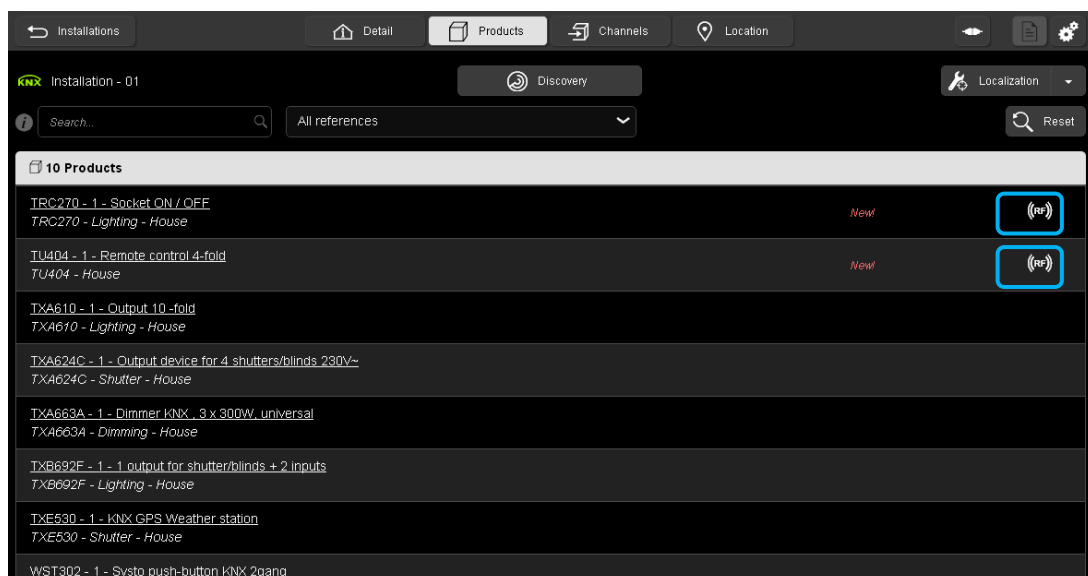 Installations
Detail
Products
Channels
Location
KNX Installation - 01
Discovery
Localization
i Search...
All references
Reset
10 Products
TRC270 - 1 - Socket ON / OFF
TRC270 - Lighting - House
New!
((RF))
TU404 - 1 - Remote control 4-fold
TU404 - House
New!
((RF))
TXA610 - 1 - Output 10 -fold
TXA610 - Lighting - House
TXA624C - 1 - Output device for 4 shutters/blinds 230V~
TXA624C - Shutter - House
TXA663A - 1 - Dimmer KNX , 3 x 300W, universal
TXA663A - Dimming - House
TXB692F - 1 - 1 output for shutter/blinds + 2 inputs
TXB692F - Lighting - House
TXE530 - 1 - KNX GPS Weather station
TXE530 - Shutter - House
WST302 - 1 - Systo push-button KNX 2gang